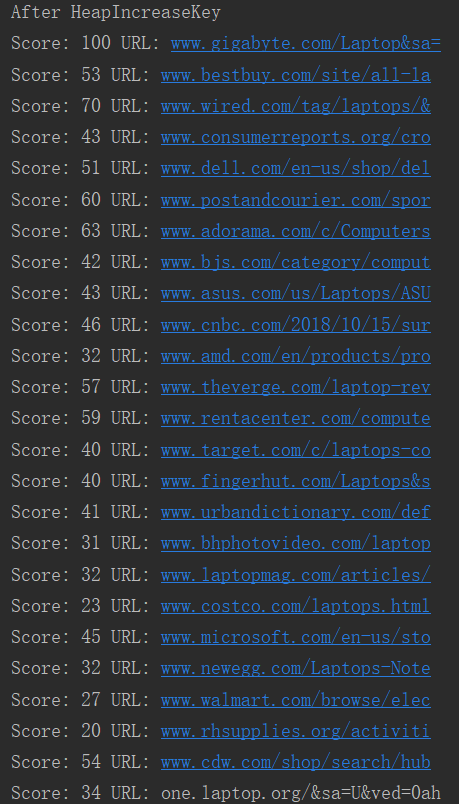 After HeapIncreaseKey
Score: 100 URL: www.gigabyte.com/Laptop&sa=
Score: 53 URL: www.bestbuy.com/site/all-la
Score: 70 URL: www.wired.com/tag/laptops/&
Score: 43 URL: www.consumerreports.org/cro
Score: 51 URL: www.dell.com/en-us/shop/del
Score: 60 URL: www.postandcourier.com/spor
Score: 63 URL: www.adorama.com/c/Computers
Score: 42 URL: www.bjs.com/category/comput
Score: 43 URL: www.asus.com/us/Laptops/ASU
Score: 46 URL: www.cnbc.com/2018/10/15/sur
Score: 32 URL: www.amd.com/en/products/pro
Score: 57 URL: www.theverge.com/laptop-rev
Score: 59 URL: www.rentacenter.com/compute
Score: 40 URL: www.target.com/c/laptops-co
Score: 40 URL: www.fingerhut.com/Laptops&s
Score: 41 URL: www.urbandictionary.com/def
Score: 31 URL: www.bhphotovideo.com/laptop
Score: 32 URL: www.laptopmag.com/articles/
Score: 23 URL: www.costco.com/laptops.html
Score: 45 URL: www.microsoft.com/en-us/sto
Score: 32 URL: www.newegg.com/Laptops-Note
Score: 27 URL: www.walmart.com/browse/elec
Score: 20 URL: www.rhsupplies.org/activiti
Score: 54 URL: www.cdw.com/shop/search/hub
Score: 34 URL: one.laptop.org/&sa=U&ved=0ah